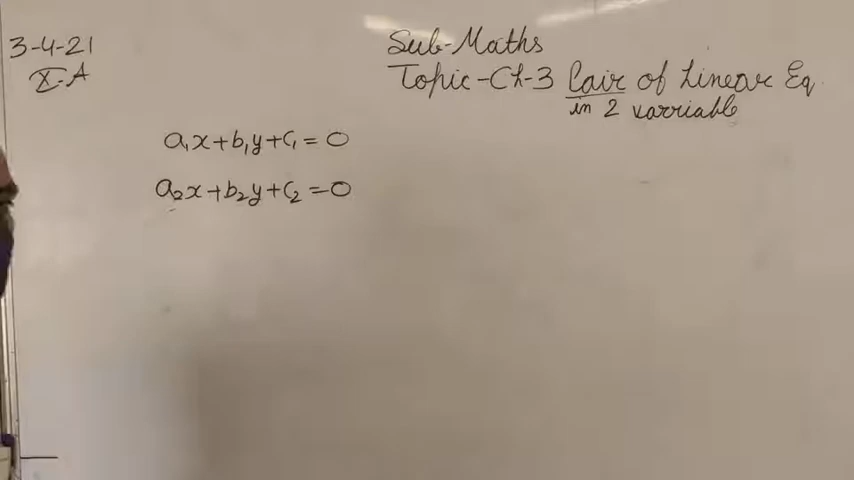 3-4-21
X-A
Sub-Maths
Topic-Ch-3 Pair of Linear Eq
in 2 varriable
a₁x+b₁y+c₁=0
a₂x+b₂y+c₂=0